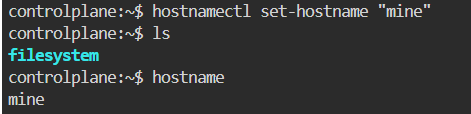 controlplane:~$ hostnamectl set-hostname "mine"
controlplane:~$ ls
filesystem
controlplane:~$ hostname
mine